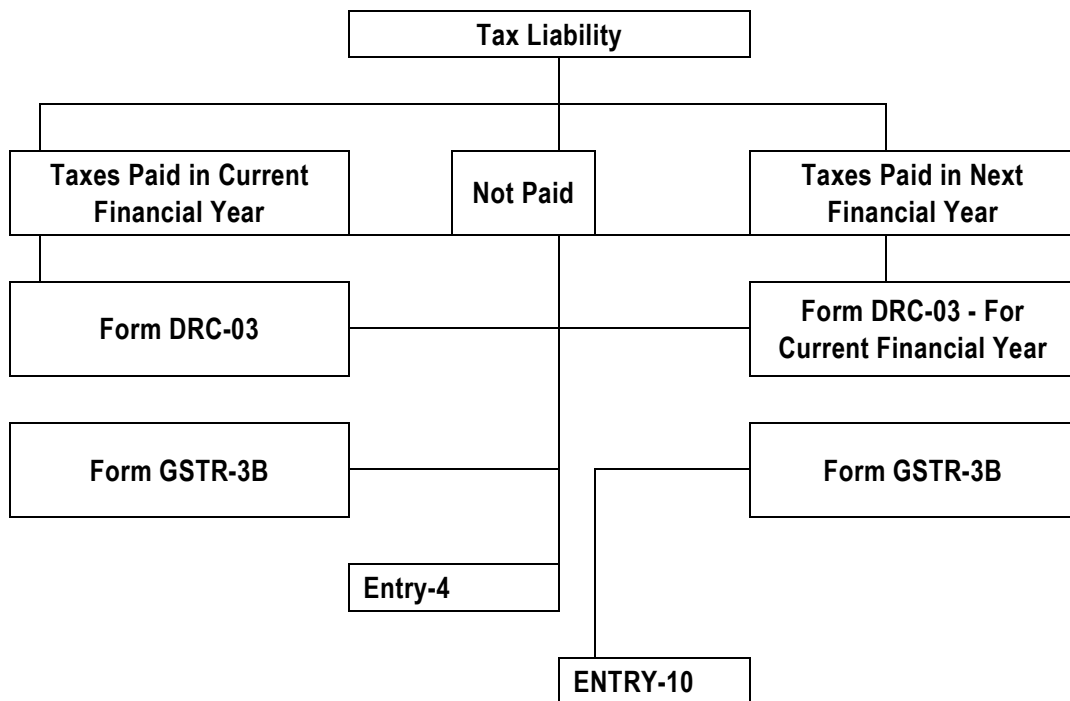 Tax Liability
Taxes Paid in Current
Financial Year
Not Paid
Taxes Paid in Next
Financial Year
Form DRC-03
Form DRC-03 - For
Current Financial Year
Form GSTR-3B
Form GSTR-3B
Entry-4
ENTRY-10